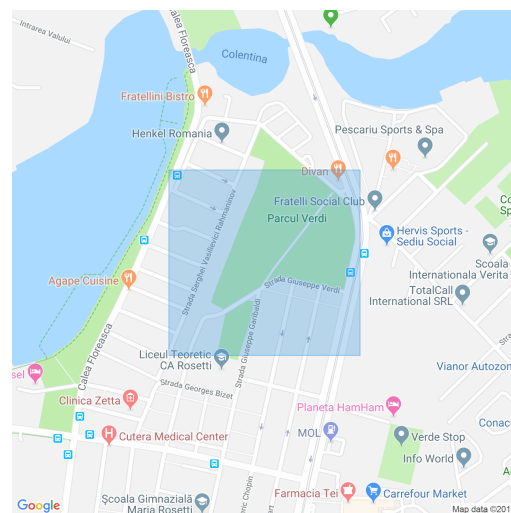 Intrarea Valului
Calea Floreasca
Colentina
Fratellini Bistro
Henkel Romania
Pescariu Sports & Spa
Divan
Fratelli Social Club
Parcul Verdi
Hervis Sports -
Sediu Social
Strada Serghei Vasilievici Rahmaninov
Scoala
Internationala Verita
Agape Cuisine
Strada Giuseppe Verdi
TotalCall
International SRL
Strada Giuseppe Garibaldi
Calea Floreasca
Liceul Teoretic
CA Rosetti
Vianor Autozon
Strada Georges Bizet
Clinica Zetta
Planeta HamHam
Cutera Medical Center
MOL
Verde Stop
Info World
Școala Gimnazială
Maria Rosetti
Farmacia Tei
Carrefour Market
Google
Map data ©201